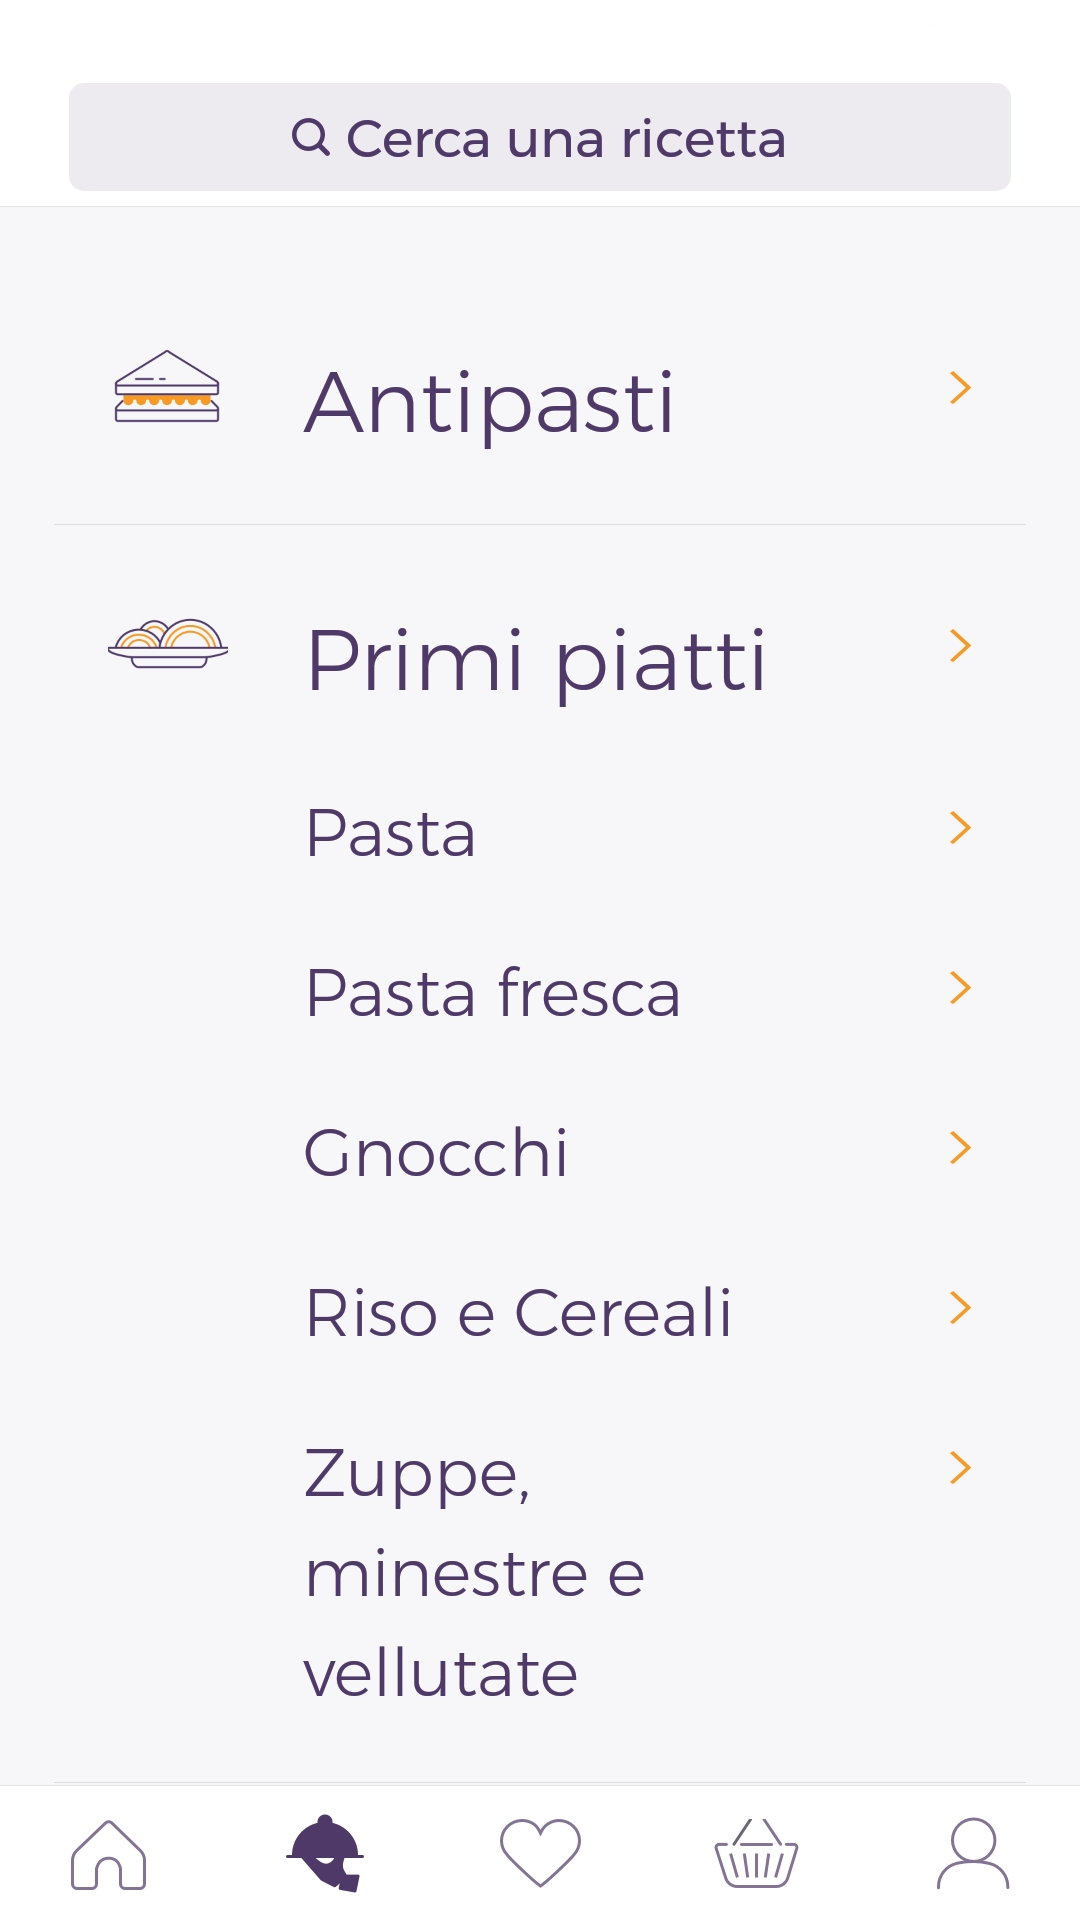 Cerca una ricetta
Antipasti
Primi piatti
Pasta
Pasta fresca
Gnocchi
Riso e Cereali
Zuppe,
minestre e
vellutate